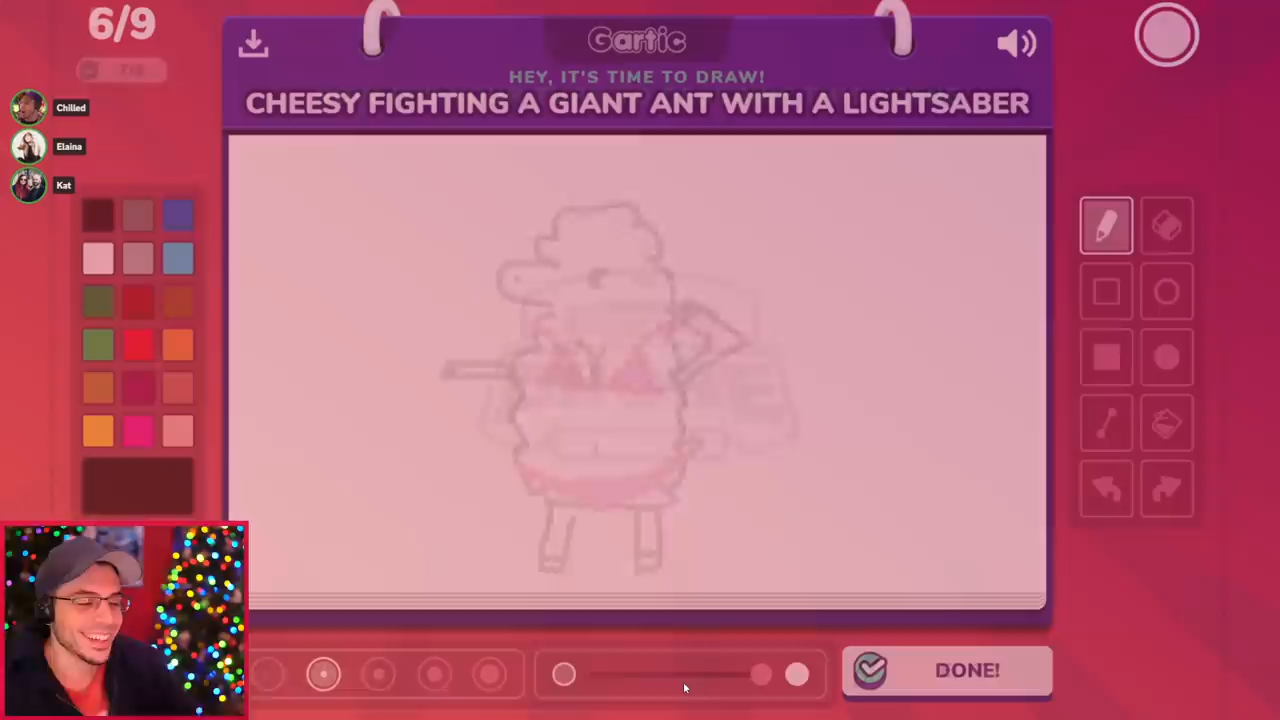 6/9
Gartic
HEY, IT'S TIME TO DRAW!
CHEESY FIGHTING A GIANT ANT WITH A LIGHTSABER
Chilled
Elaina
Kat
DONE!